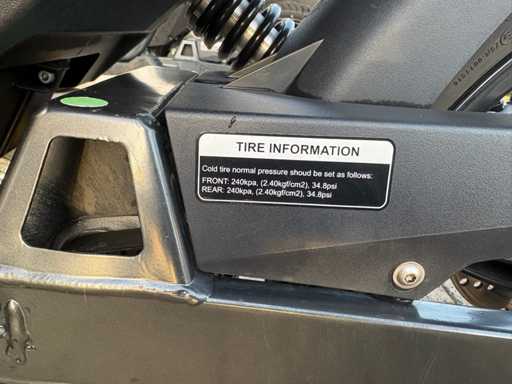 TIRE INFORMATION
Cold tire normal pressure shoud be set as follows:
FRONT: 240kpa, (2.40kgf/cm2), 34.8psi
REAR: 240kpa, (2.40kgf/cm2), 34.8psi